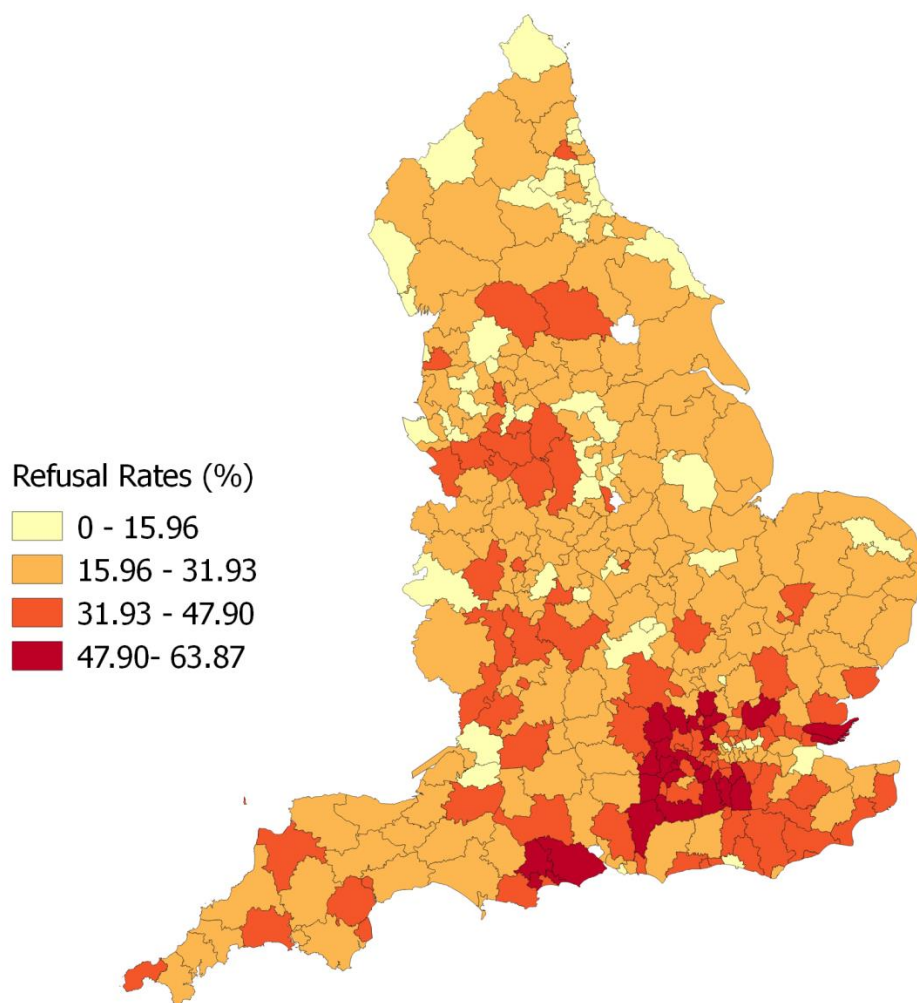 Refusal Rates (%)
0 - 15.96
15.96 - 31.93
31.93 - 47.90
47.90- 63.87